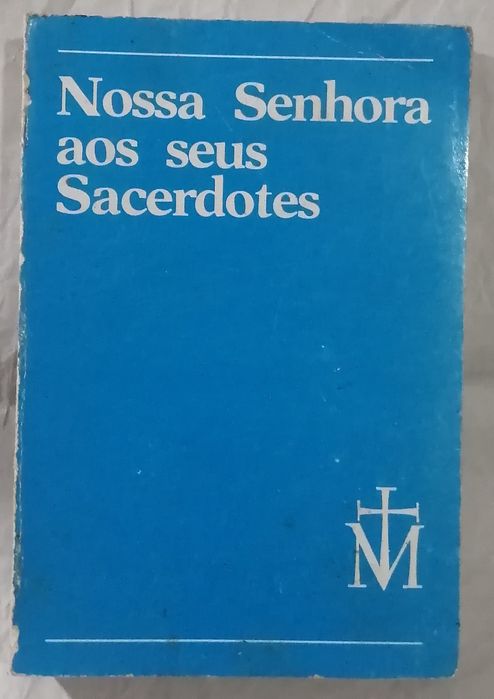 Nossa Senhora
aos seus
Sacerdotes
M